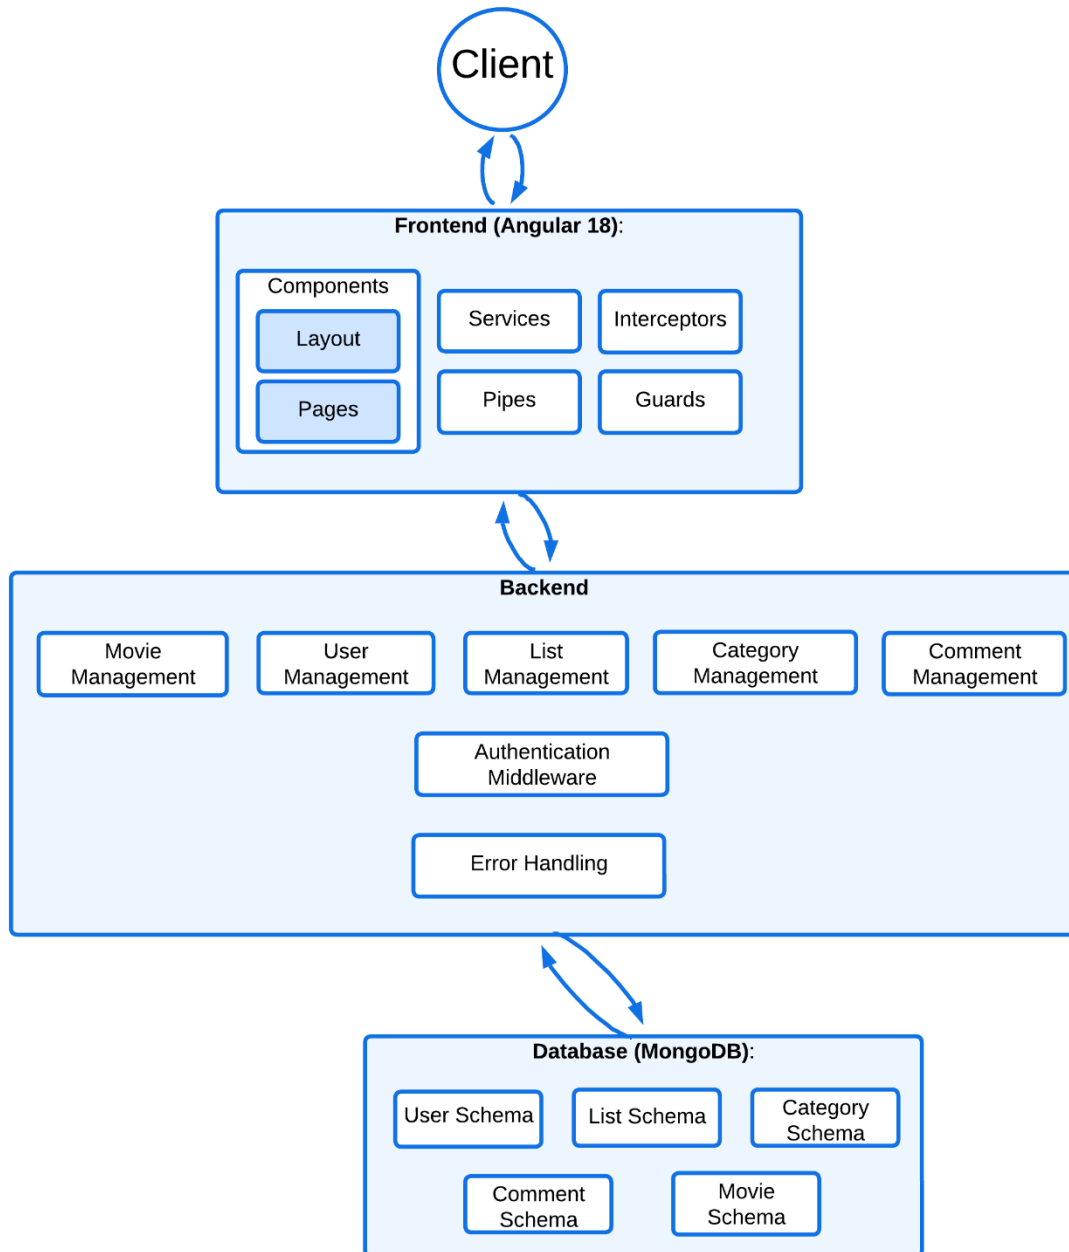 Client
Frontend (Angular 18):
Components
Layout
Pages
Services
Interceptors
Pipes
Guards
Backend
Movie
Management
User
Management
List
Management
Category
Management
Comment
Management
Authentication
Middleware
Error Handling
Database (MongoDB):
User Schema
List Schema
Category
Schema
Comment
Schema
Movie
Schema